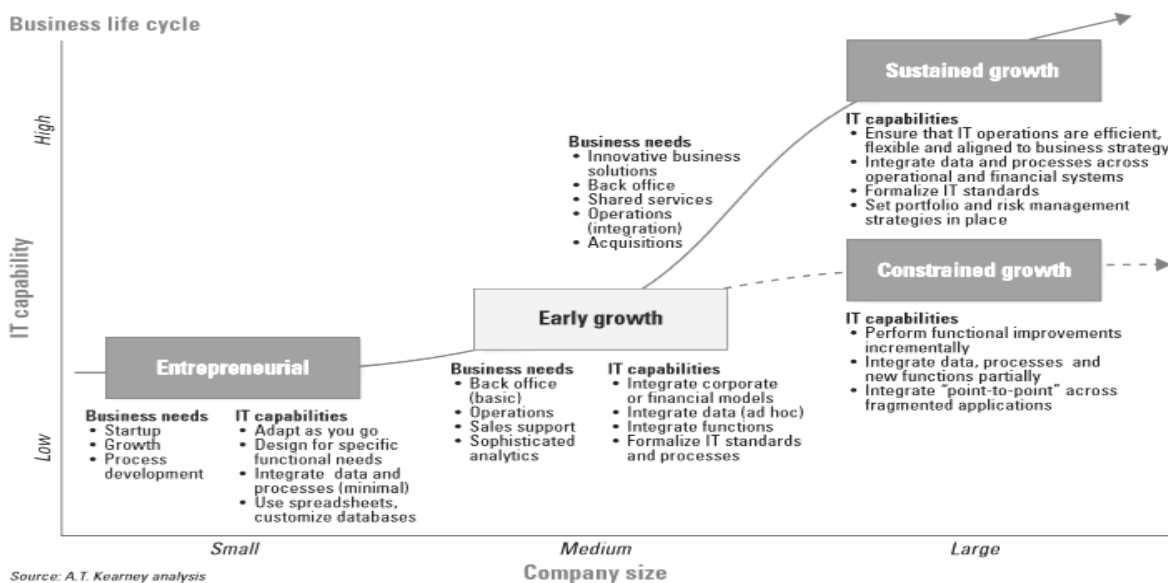 Business life cycle
High
IT capability
Low
Sustained growth
IT capabilities
• Ensure that IT operations are efficient,
flexible and aligned to business strategy
• Integrate data and processes across
operational and financial systems
• Formalize IT standards
• Set portfolio and risk management
strategies in place
Business needs
• Innovative business
solutions
• Back office
• Shared services
• Operations
(integration)
• Acquisitions
Constrained growth
IT capabilities
• Perform functional improvements
incrementally
• Integrate data, processes and
new functions partially
• Integrate "point-to-point" across
fragmented applications
Early growth
Business needs
• Back office
(basic)
• Operations
• Sales support
• Sophisticated
analytics
IT capabilities
• Integrate corporate
or financial models
• Integrate data (ad hoc)
• Integrate functions
• Formalize IT standards
and processes
Entrepreneurial
Business needs
• Startup
• Growth
• Process
development
IT capabilities
• Adapt as you go
• Design for specific
functional needs
• Integrate data and
processes (minimal)
• Use spreadsheets,
customize databases
Small
Medium
Large
Company size
Source: A.T. Kearney analysis